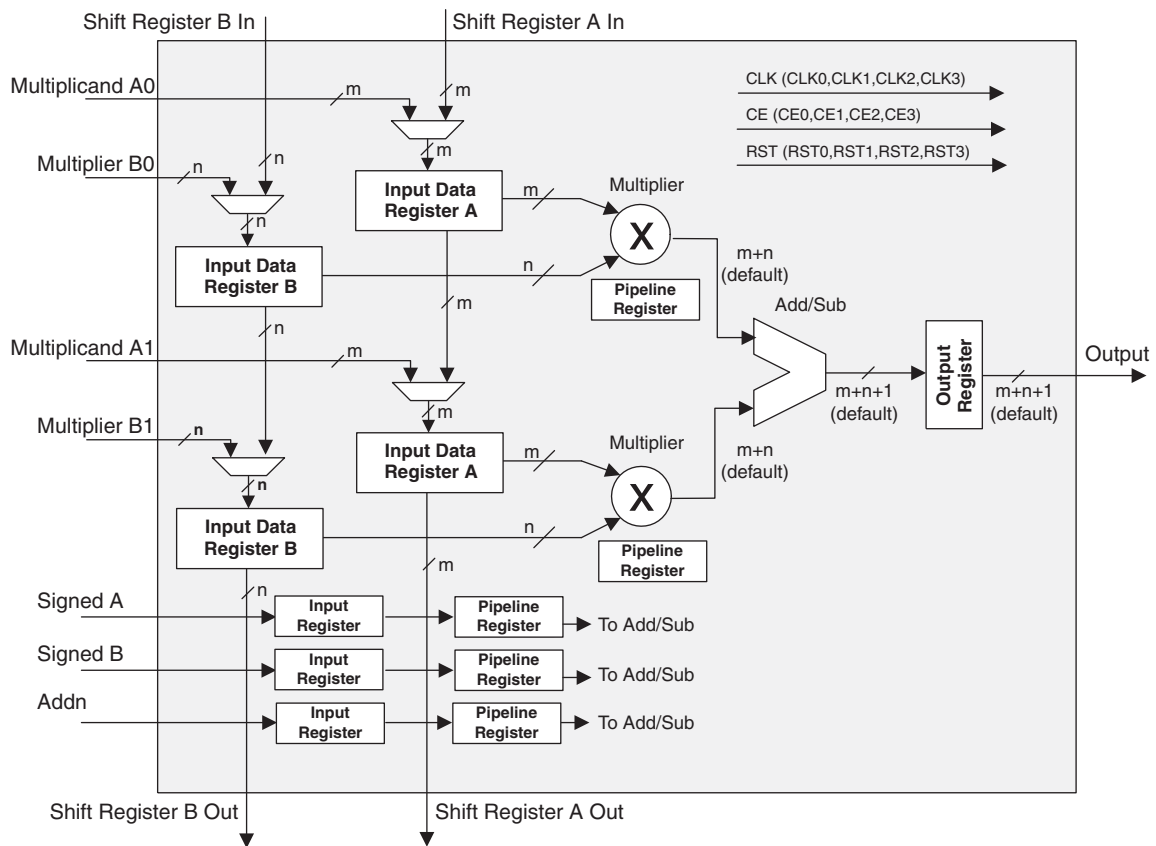 Shift Register B In
Shift Register A In
Multiplicand A0
m
m
CLK (CLK0,CLK1,CLK2,CLK3)
CE (CE0,CE1,CE2,CE3)
RST (RST0,RST1,RST2,RST3)
Multiplier B0
n
n
m
Input Data
Register A
m
Multiplier
X
n
Input Data
Register B
n
m+n
(default)
Pipeline
Register
m
n
Add/Sub
Multiplicand A1
m
Output
Register
Output
m+n+1
(default)
m+n+1
(default)
m
Multiplier B1
n
Input Data
Register A
m
Multiplier
X
m+n
(default)
n
Input Data
Register B
n
Pipeline
Register
m
n
Signed A
Input
Register
Pipeline
Register
To Add/Sub
Signed B
Input
Register
Pipeline
Register
To Add/Sub
Addn
Input
Register
Pipeline
Register
To Add/Sub
Shift Register B Out
Shift Register A Out